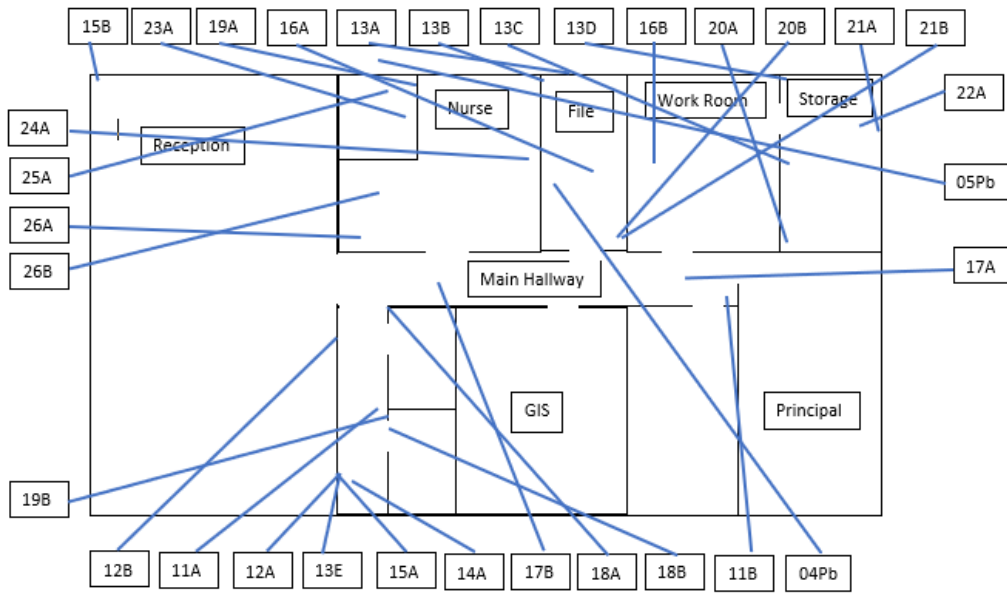 15B
23A
19A
16A
13A
13B
13C
13D
16B
20A
20B
21A
21B
22A
24A
Nurse
File
Work Room
Storage
Reception
25A
05Pb
26A
26B
Main Hallway
17A
GIS
Principal
19B
12B
11A
12A
13E
15A
14A
17B
18A
18B
11B
04Pb